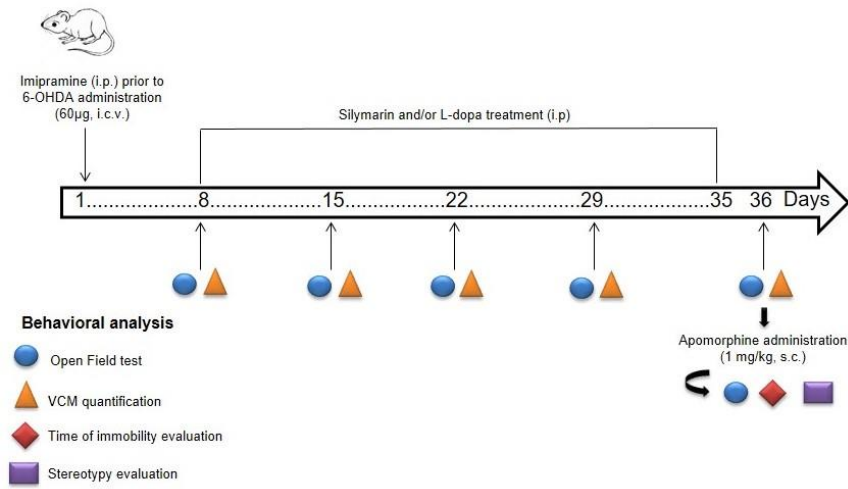 Imipramine (i.p.) prior to
6-OHDA administration
(60µg, i.c.v.)
Silymarin and/or L-dopa treatment (i.p)
1......................8......................15......................22......................29......................35 36 Days
Behavioral analysis
Open Field test
VCM quantification
Time of immobility evaluation
Stereotypy evaluation
Apomorphine administration
(1 mg/kg, s.c.)